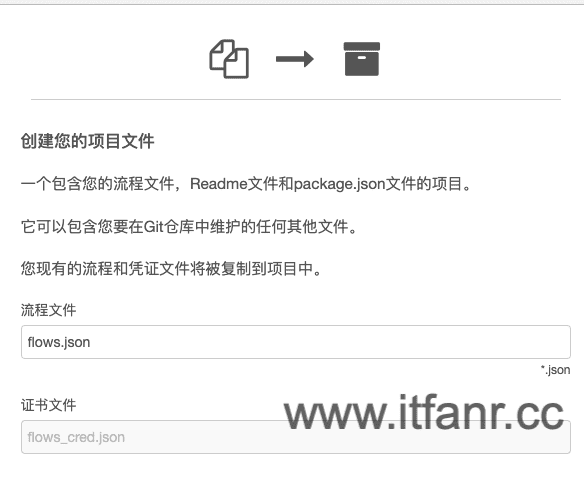 创建您的项目文件
一个包含您的流程文件，Readme文件和package.json文件的项目。
它可以包含您要在Git仓库中维护的任何其他文件。
您现有的流程和凭证文件将被复制到项目中。
流程文件
flows.json
*.json
证书文件
www.itfanr.cc
flows_cred.json